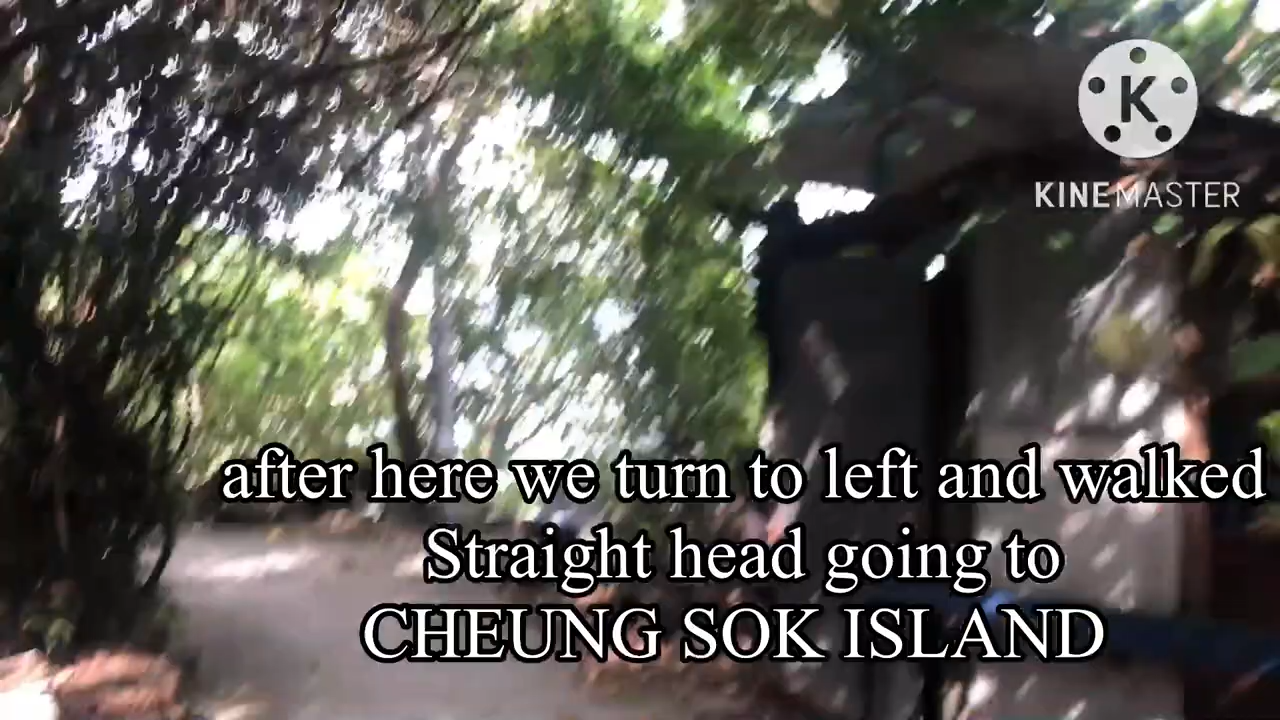 K
KINEMASTER
after here we turn to left and walked
Straight head going to
CHEUNG SOK ISLAND